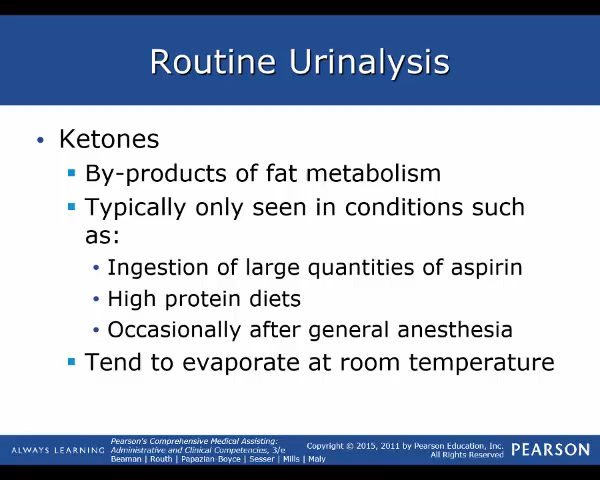 Routine Urinalysis
• Ketones
▪ By-products of fat metabolism
▪ Typically only seen in conditions such
as:
• Ingestion of large quantities of aspirin
• High protein diets
• Occasionally after general anesthesia
▪ Tend to evaporate at room temperature
ALWAYS LEARNING
Pearson's Comprehensive Medical Assisting:
Administrative and Clinical Competencies, 3/e
Beaman | Routh | Papazian Boyce | Sesser | Mills | Maly
Copyright © 2015, 2011 by Pearson Education, Inc.
All Rights Reserved
PEARSON